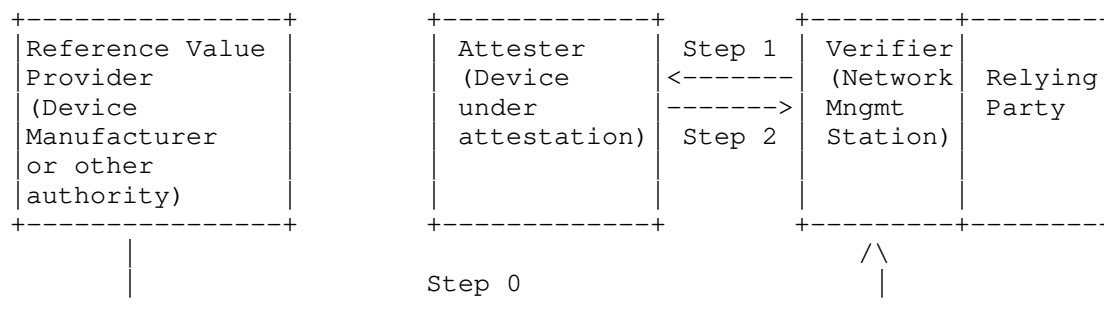 Reference Value Attester Step 1 Verifier
Provider (Device <------- (Network Relying
(Device under -------> Mngmt Party
Manufacturer attestation) Step 2 Station)
or other
authority)
Step 0